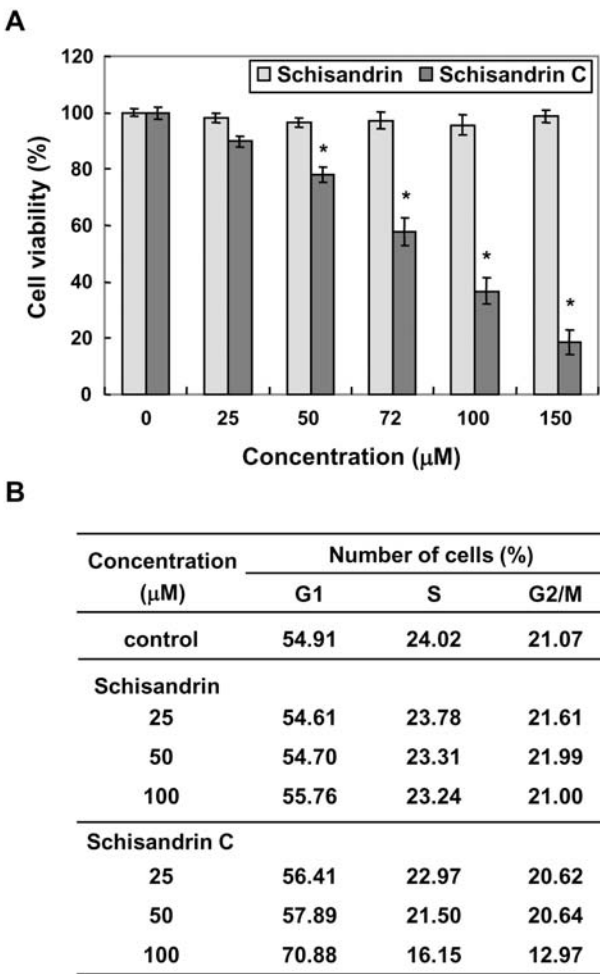 A
120
100
80
60
40
20
0
Cell viability (%)
Schisandrin Schisandrin C
* * * *
0 25 50 72 100 150
Concentration (μM)
B
Concentration (μM) Number of cells (%)
G1 S G2/M
control 54.91 24.02 21.07
Schisandrin
25 54.61 23.78 21.61
50 54.70 23.31 21.99
100 55.76 23.24 21.00
Schisandrin C
25 56.41 22.97 20.62
50 57.89 21.50 20.64
100 70.88 16.15 12.97